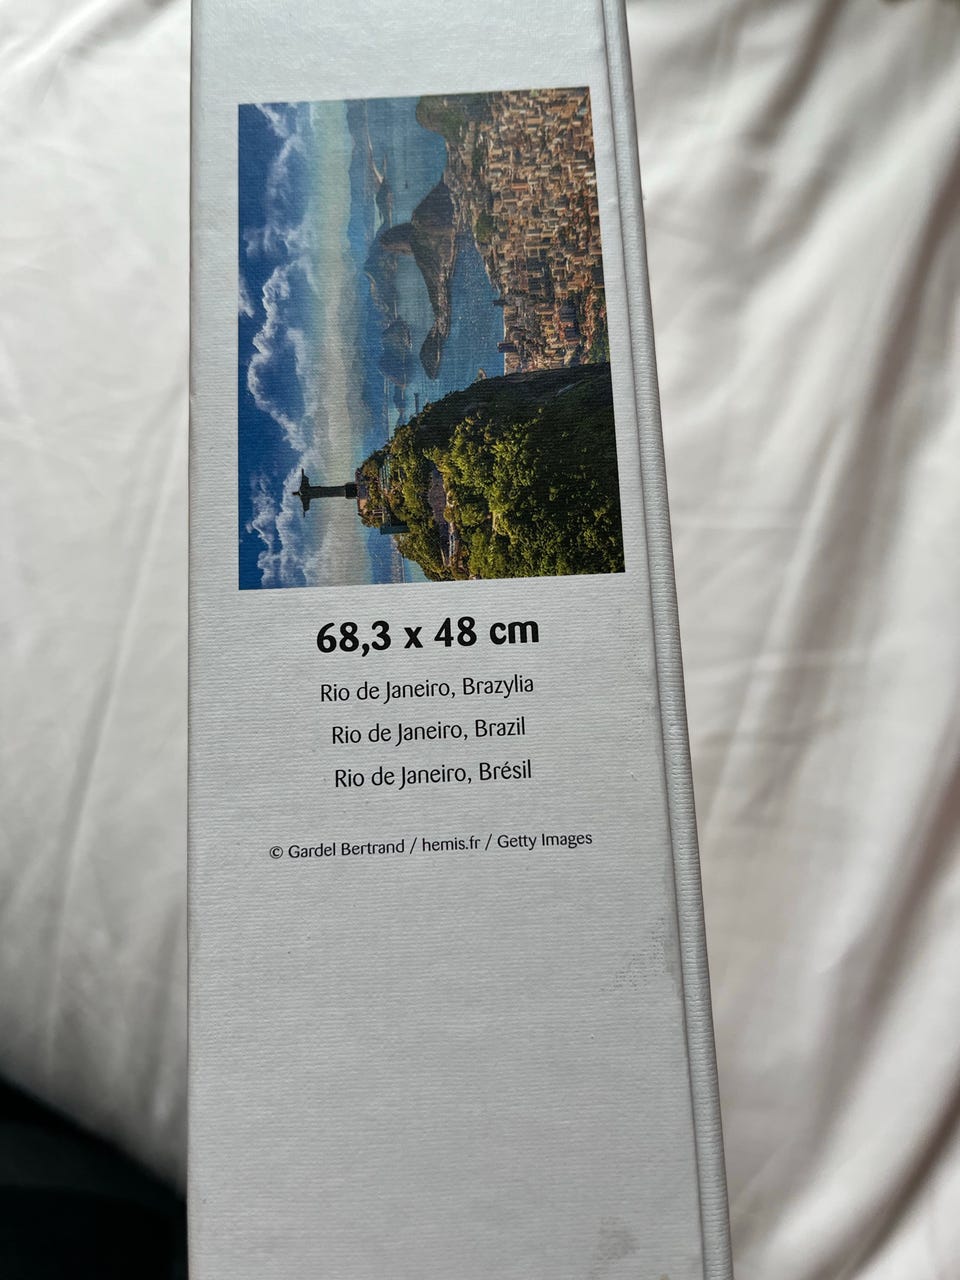 68,3 x 48 cm
Rio de Janeiro, Brazylia
Rio de Janeiro, Brazil
Rio de Janeiro, Brésil
© Gardel Bertrand / hemis.fr / Getty Images